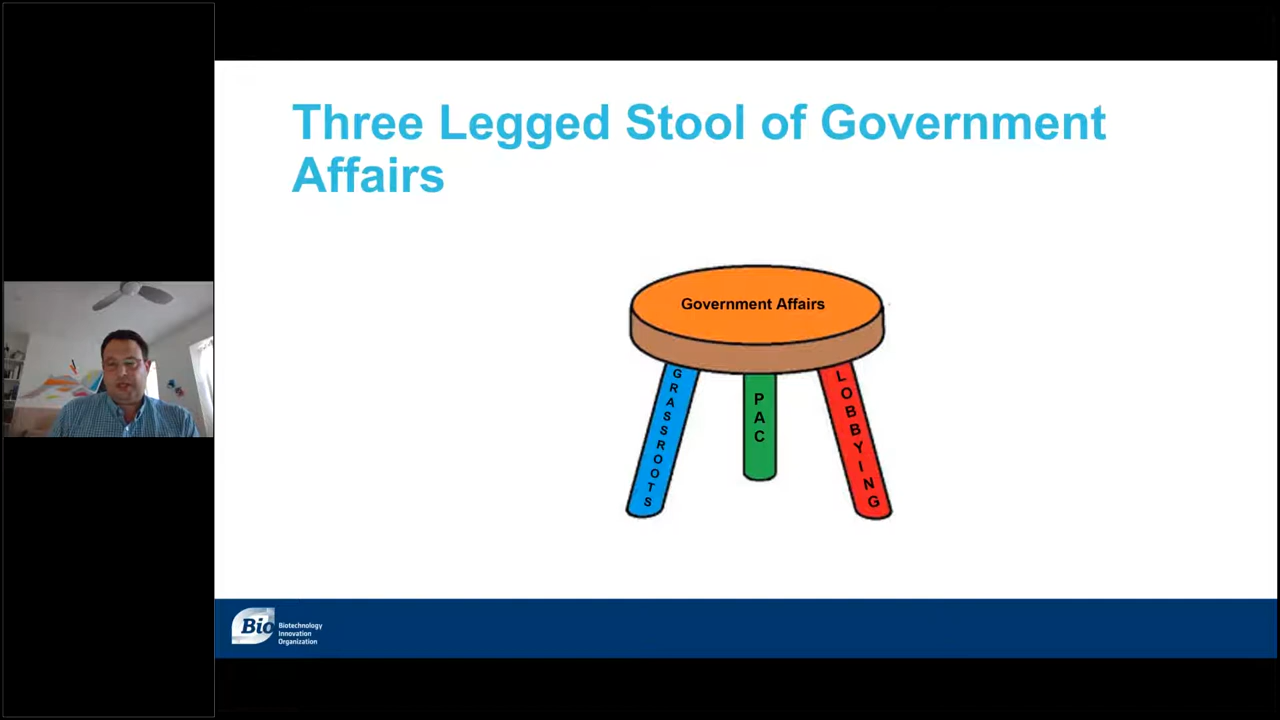 Three Legged Stool of Government
Affairs
Government Affairs
GRASSROOTS
PAC
LOBBYING
Bio
Biotechnology
Innovation
Organization